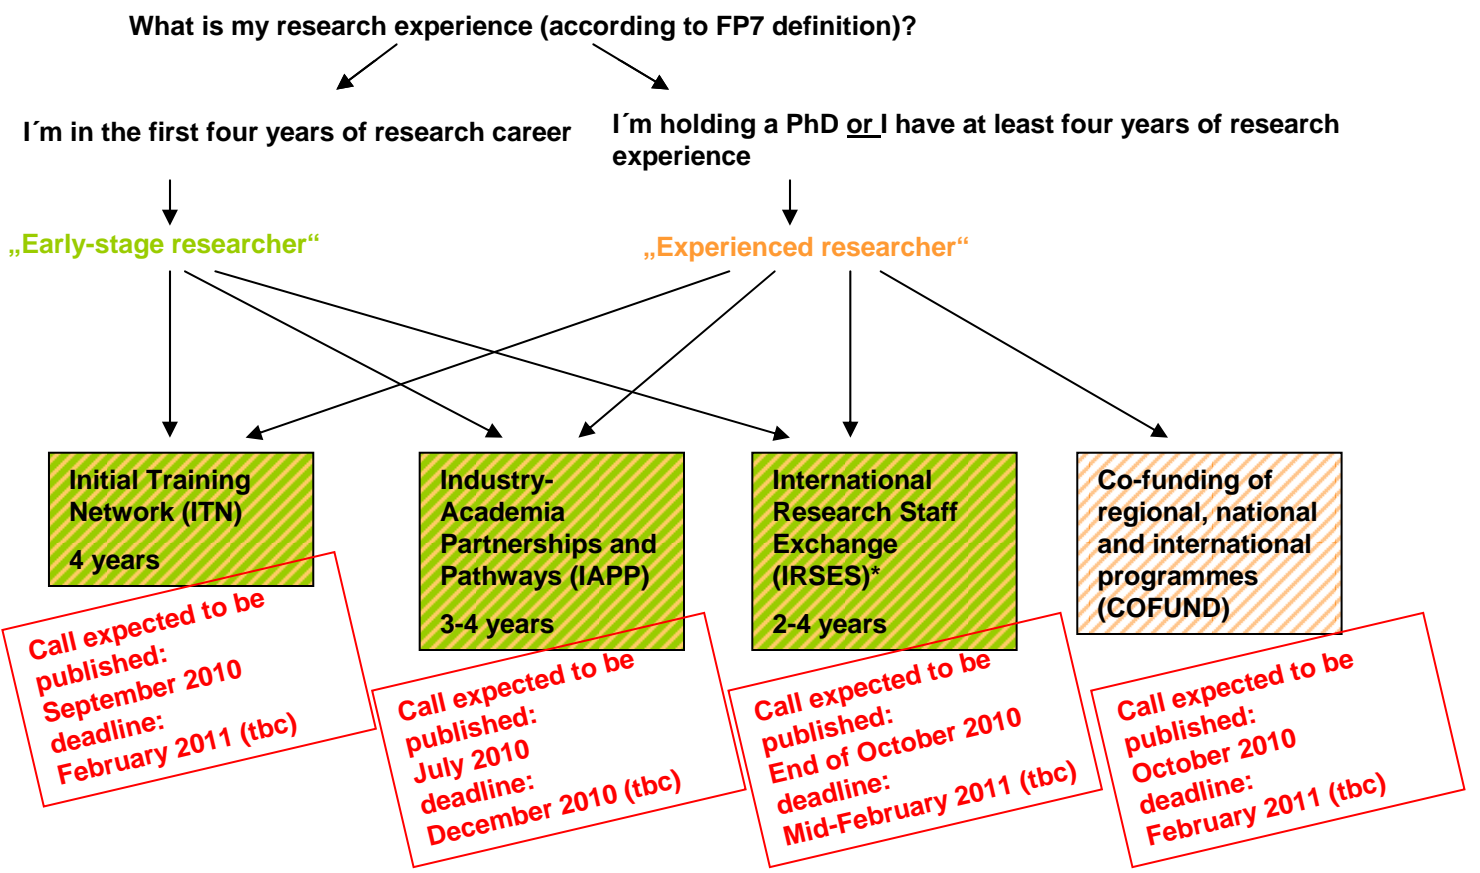 What is my research experience (according to FP7 definition)?
I´m in the first four years of research career
I´m holding a PhD or I have at least four years of research
experience
„Early-stage researcher“
„Experienced researcher“
Initial Training
Network (ITN)
4 years
Industry-
Academia
Partnerships and
Pathways (IAPP)
3-4 years
International
Research Staff
Exchange
(IRSES)*
2-4 years
Co-funding of
regional, national
and international
programmes
(COFUND)
Call expected to be
published:
September 2010
deadline:
February 2011 (tbc)
Call expected to be
published:
July 2010
deadline:
December 2010 (tbc)
Call expected to be
published:
End of October 2010
deadline:
Mid-February 2011 (tbc)
Call expected to be
published:
October 2010
deadline:
February 2011 (tbc)